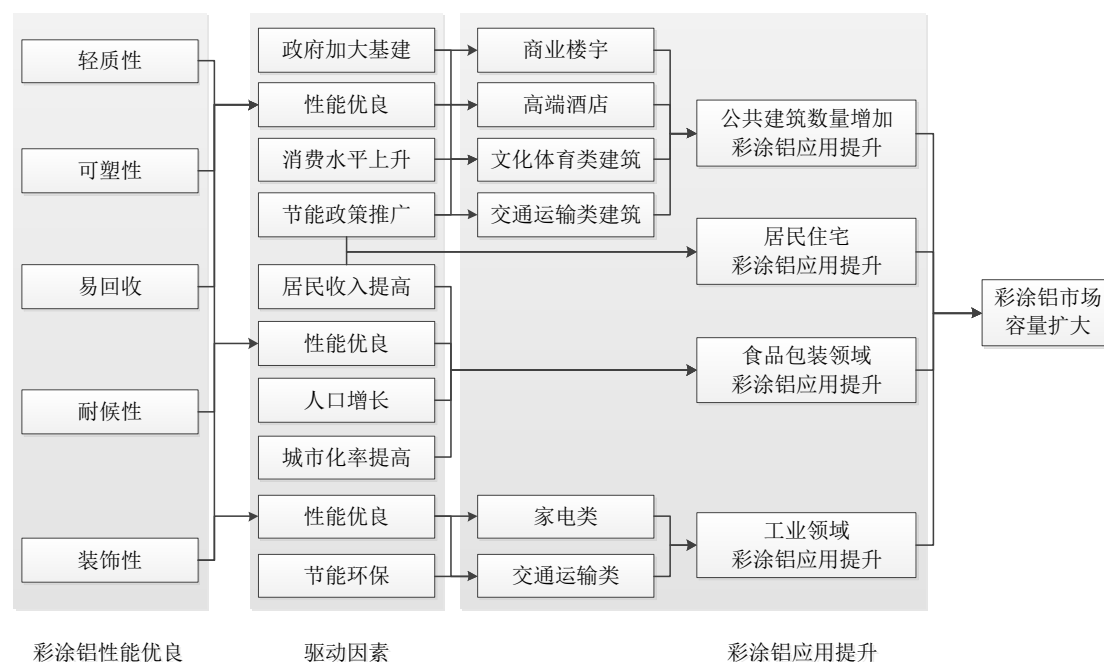 轻质性
可塑性
易回收
耐候性
装饰性
政府加大基建
性能优良
消费水平上升
节能政策推广
居民收入提高
性能优良
人口增长
城市化率提高
性能优良
节能环保
商业楼宇
高端酒店
文化体育类建筑
交通运输类建筑
家电类
交通运输类
公共建筑数量增加
彩涂铝应用提升
居民住宅
彩涂铝应用提升
食品包装领域
彩涂铝应用提升
工业领域
彩涂铝应用提升
彩涂铝市场
容量扩大
彩涂铝性能优良
驱动因素
彩涂铝应用提升